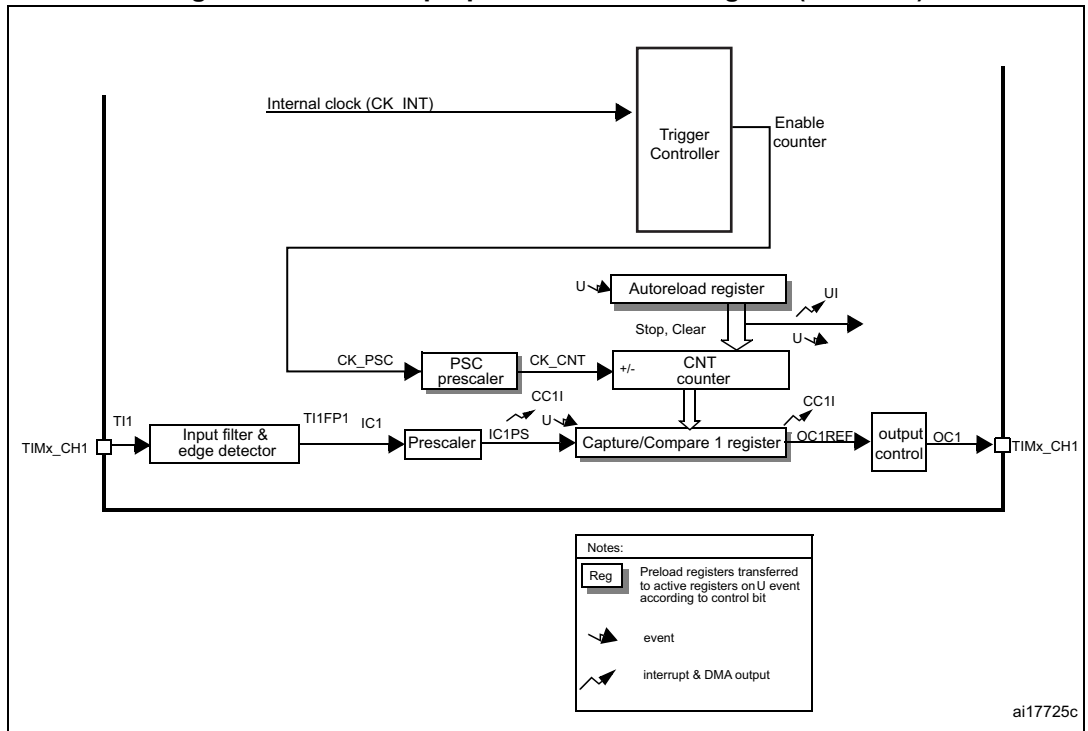 Internal clock (CK_INT)
Trigger
Controller
Enable
counter
U
Autoreload register
UI
Stop, Clear
U
CK_PSC
PSC
prescaler
CK_CNT
+/-
CNT
counter
CC1I
U
CC1I
TIMx_CH1
TI1
Input filter &
edge detector
TI1FP1
IC1
Prescaler
IC1PS
Capture/Compare 1 register
OC1REF
output
control
OC1
TIMx_CH1
Notes:
Reg
Preload registers transferred
to active registers on U event
according to control bit
event
interrupt & DMA output
ai17725c